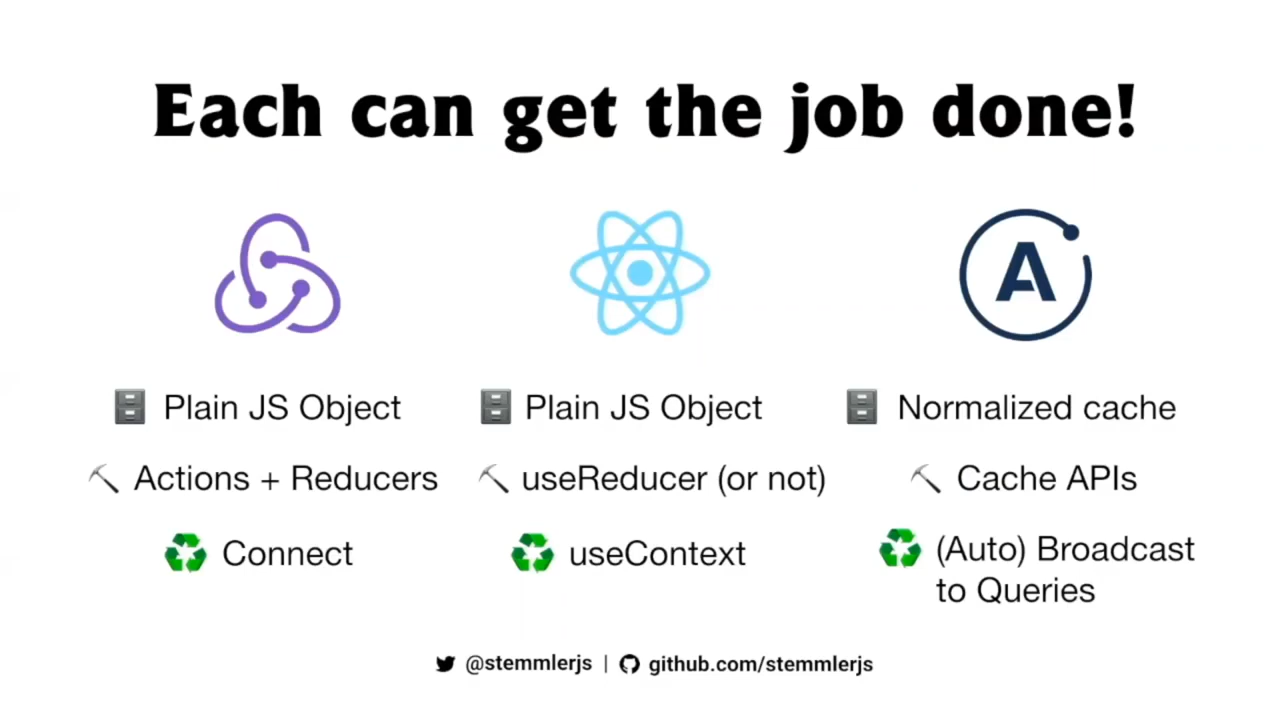 Each can get the job done!
A
Plain JS Object
Plain JS Object
Normalized cache
Actions + Reducers
useReducer (or not)
Cache APIs
Connect
useContext
(Auto) Broadcast
to Queries
@stemmlerjs | github.com/stemmlerjs